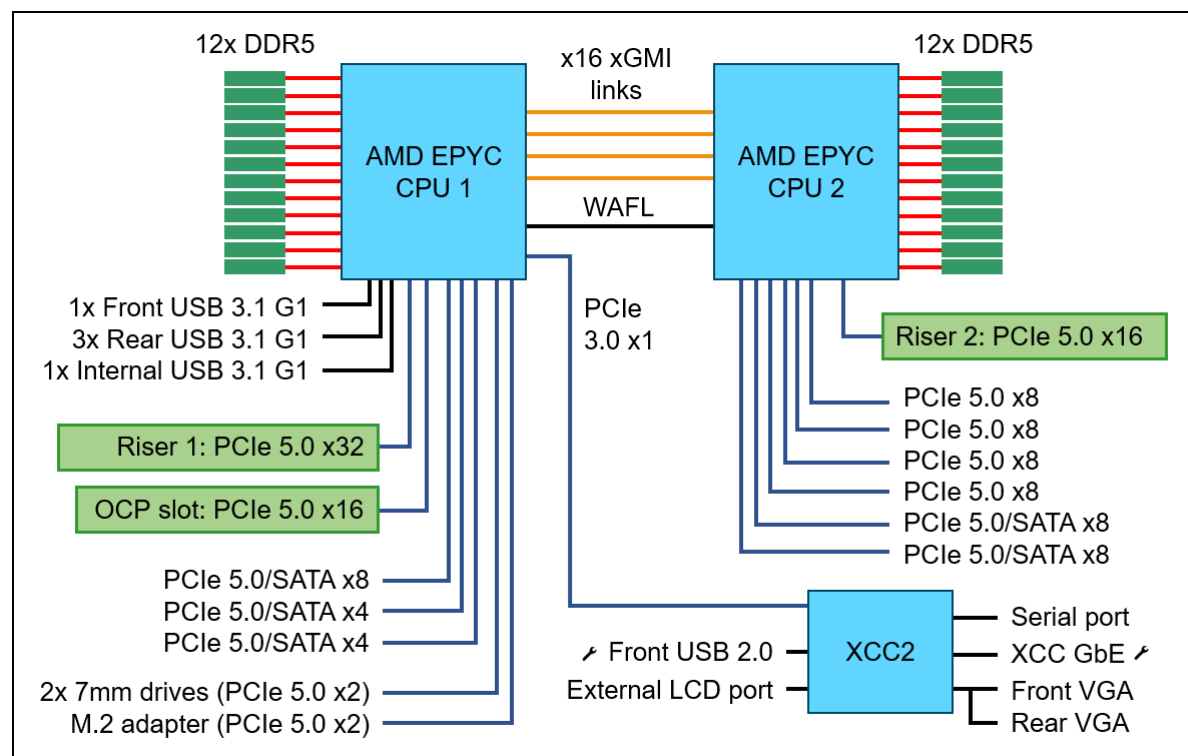 12x DDR5
x16 xGMI
links
12x DDR5
AMD EPYC
CPU 1
AMD EPYC
CPU 2
WAFL
1x Front USB 3.1 G1
3x Rear USB 3.1 G1
1x Internal USB 3.1 G1
PCIe
3.0 x1
Riser 2: PCIe 5.0 x16
Riser 1: PCIe 5.0 x32
OCP slot: PCIe 5.0 x16
PCIe 5.0 x8
PCIe 5.0 x8
PCIe 5.0 x8
PCIe 5.0 x8
PCIe 5.0/SATA x8
PCIe 5.0/SATA x8
PCIe 5.0/SATA x8
PCIe 5.0/SATA x4
PCIe 5.0/SATA x4
2x 7mm drives (PCIe 5.0 x2)
M.2 adapter (PCIe 5.0 x2)
Front USB 2.0
External LCD port
XCC2
Serial port
XCC GbE
Front VGA
Rear VGA